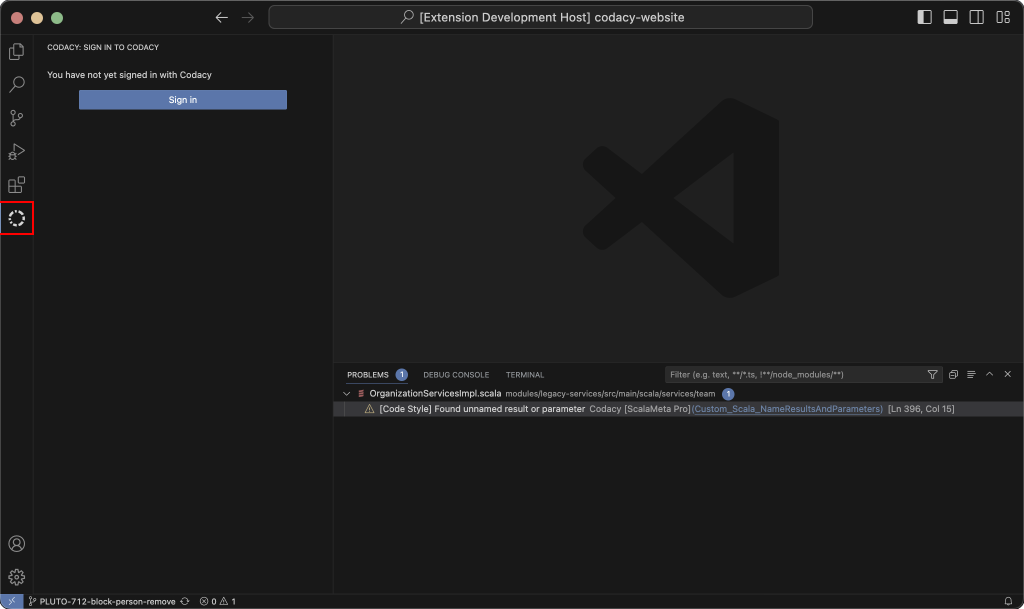 [Extension Development Host] codacy-website
CODACY: SIGN IN TO CODACY
You have not yet signed in with Codacy
Sign in
PROBLEMS 1 DEBUG CONSOLE TERMINAL Filter (e.g. text, **/*.ts, !**/node_modules/**)
OrganizationServicesImpl.scala modules/legacy-services/src/main/scala/services/team 1
[Code Style] Found unnamed result or parameter Codacy [ScalaMeta Pro](Custom_Scala_NameResultsAndParameters) [Ln 396, Col 15]
PLUTO-712-block-person-remove 0 1